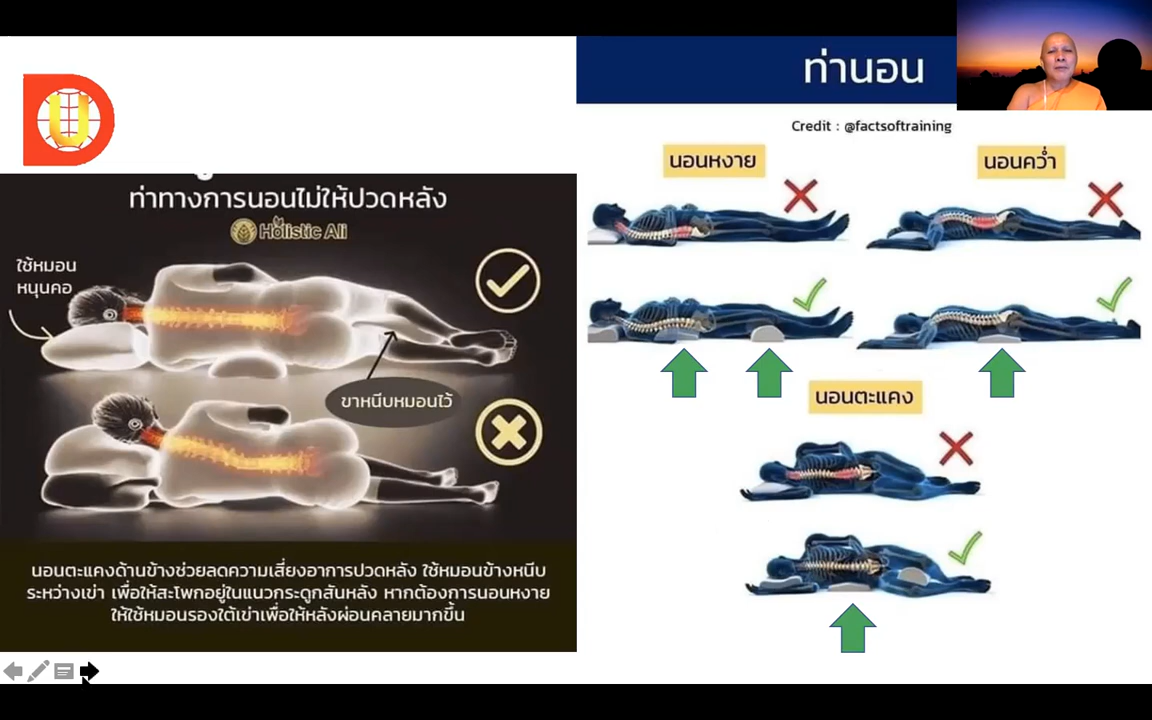 U
ท่าทางการนอนไม่ให้ปวดหลัง
Holistic Ali
ใช้หมอน
หนุนคอ
ขาหนีบหมอนไว้
นอนตะแคงด้านข้างช่วยลดความเสี่ยงอาการปวดหลัง ใช้หมอนข้างหนีบ
ระหว่างเข่า เพื่อให้สะโพกอยู่ในแนวกระดูกสันหลัง หากต้องการนอนหงาย
ให้ใช้หมอนรองใต้เข่าเพื่อให้หลังผ่อนคลายมากขึ้น
ท่านอน
Credit : @factsoftraining
นอนหงาย
นอนคว่ำ
นอนตะแคง